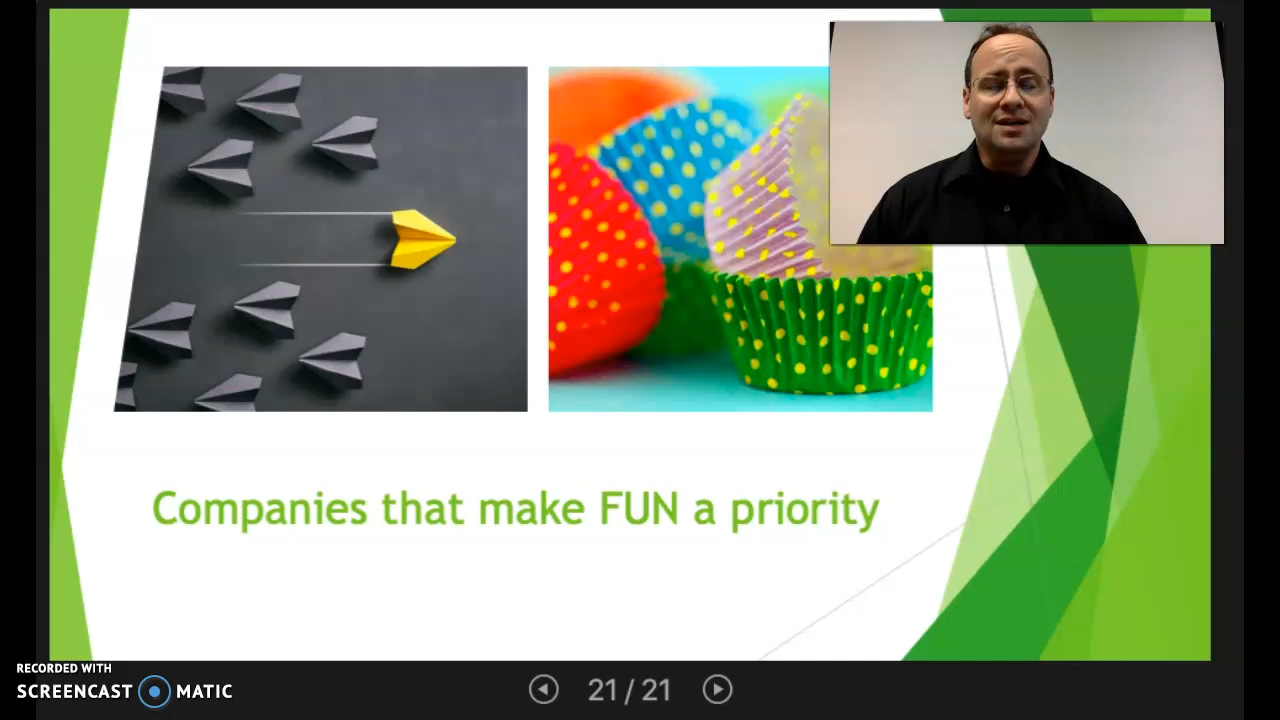 Companies that make FUN a priority
RECORDED WITH
SCREENCAST MATIC
21 / 21